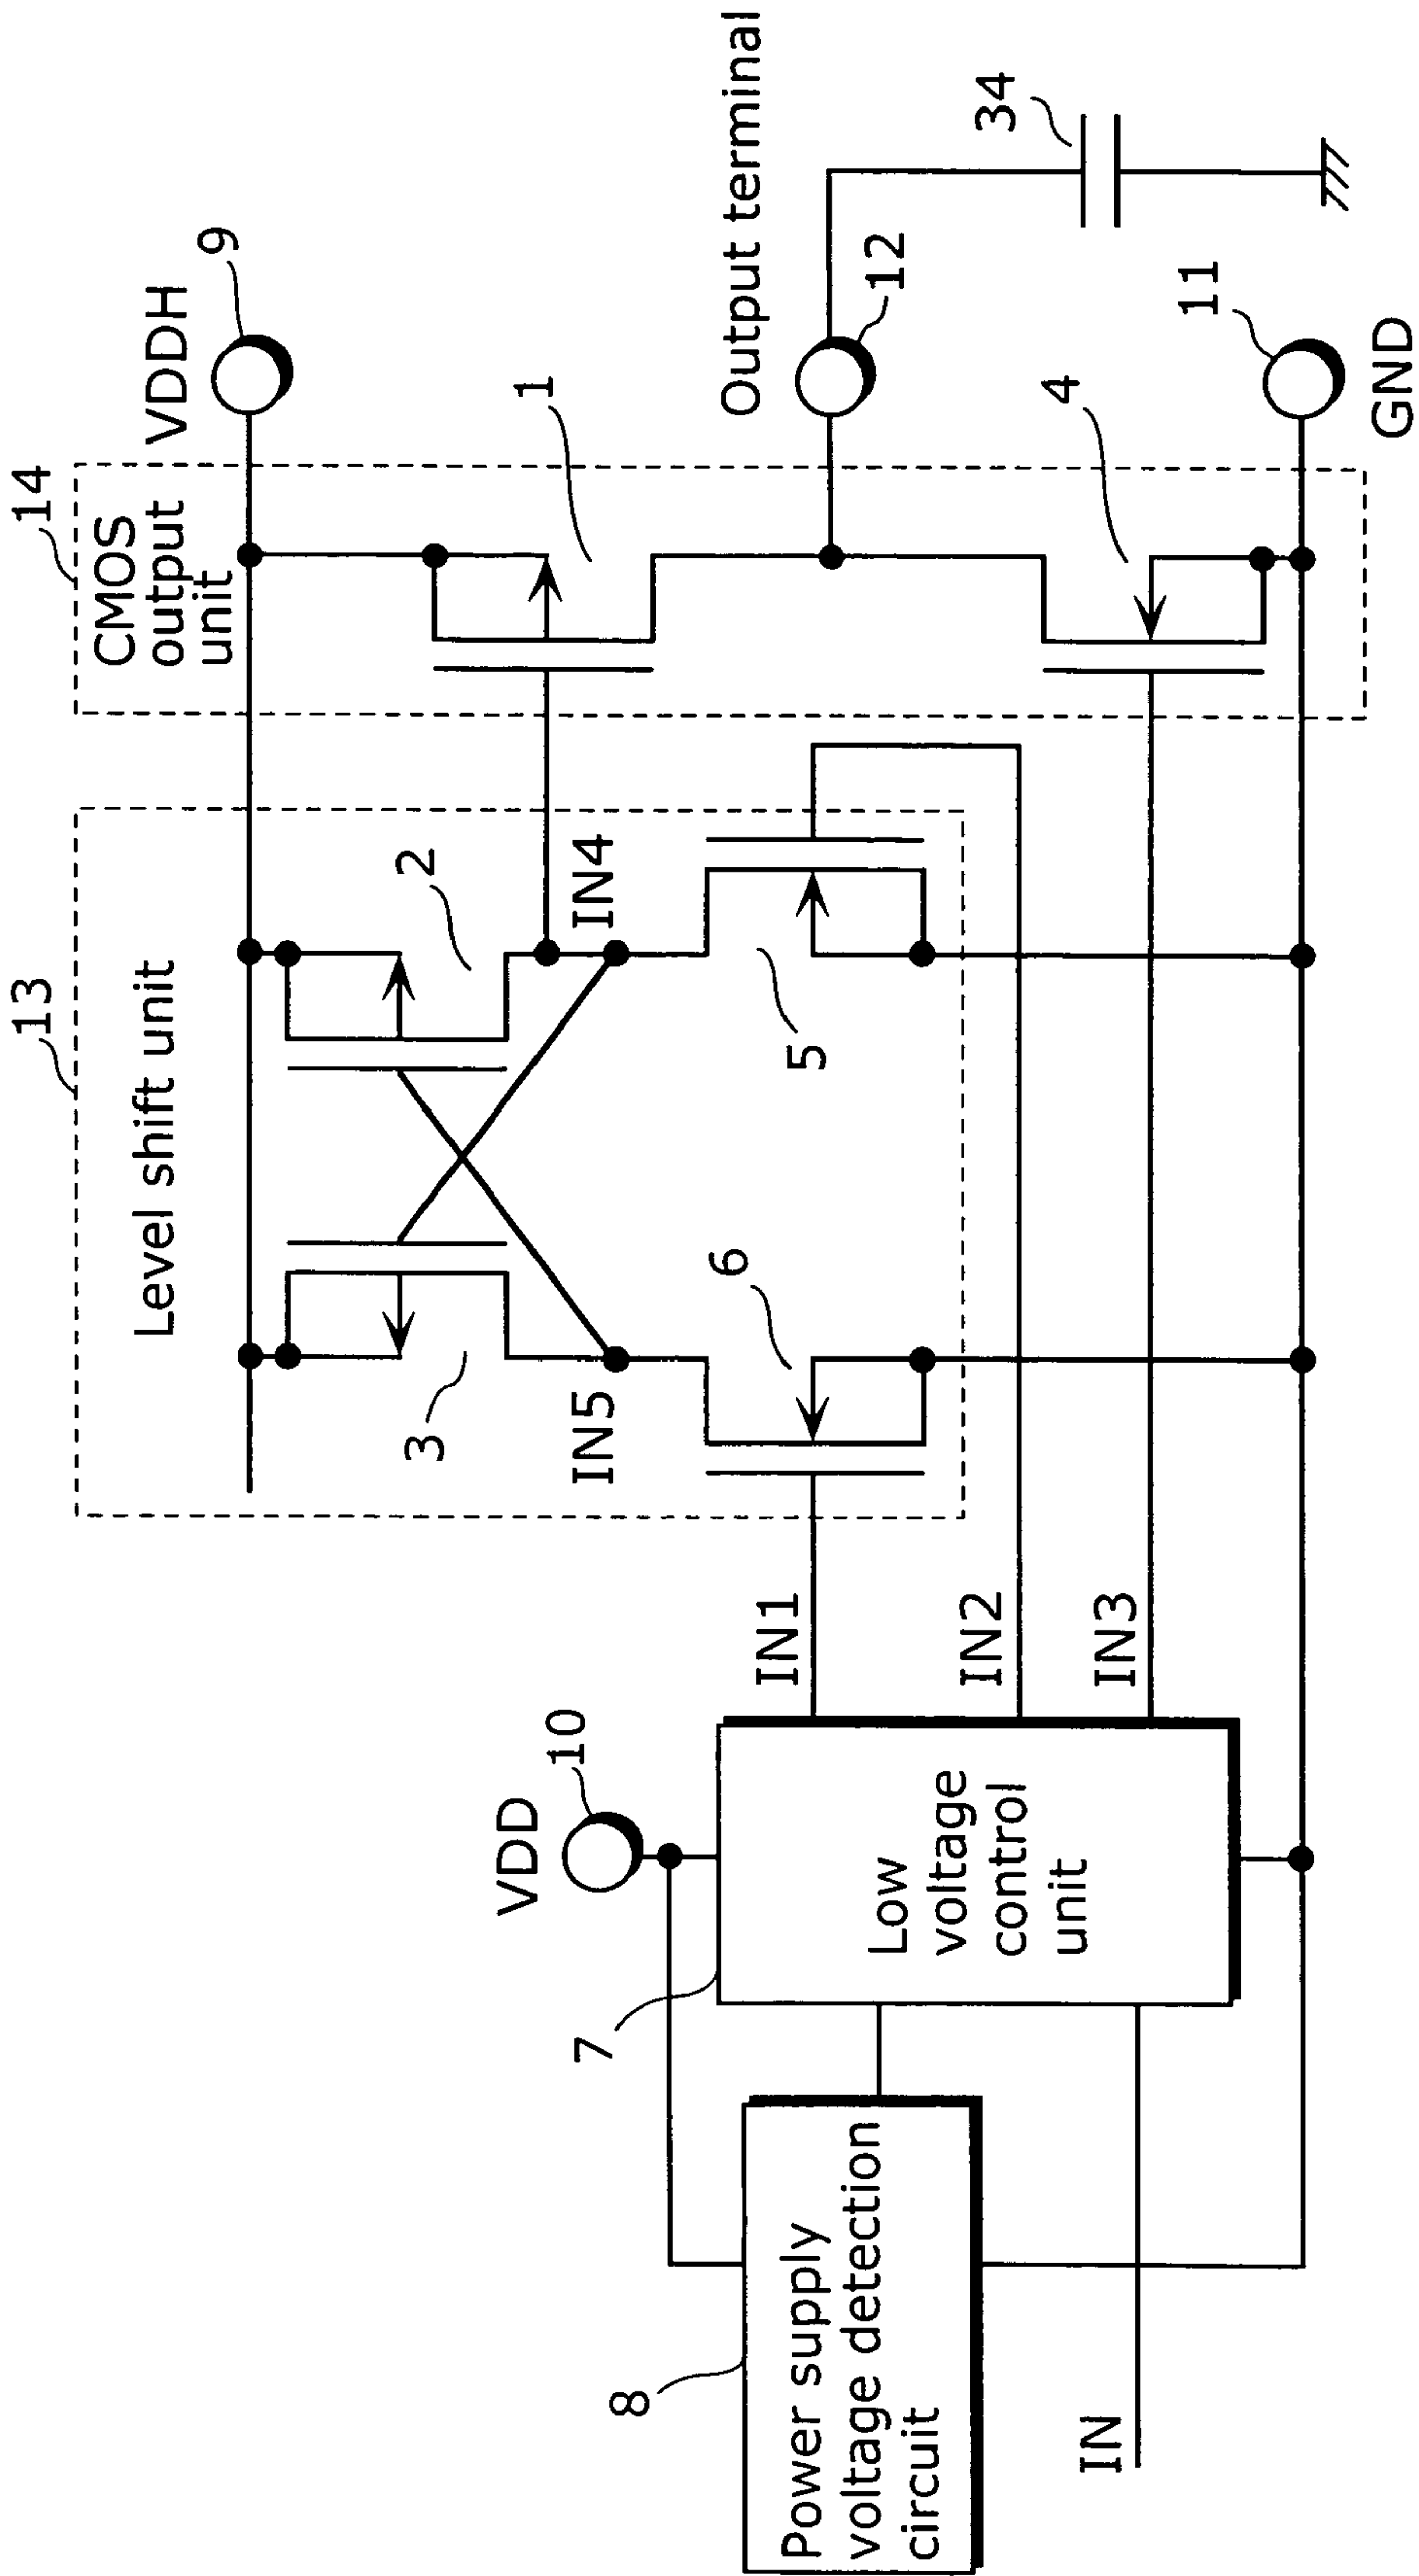 13
14
Level shift unit
CMOS
output
unit
VDDH
9
3
2
1
IN5
IN4
6
5
4
Output terminal
12
34
11
GND
VDD
10
7
Low
voltage
control
unit
IN1
IN2
IN3
8
Power supply
voltage detection
circuit
IN